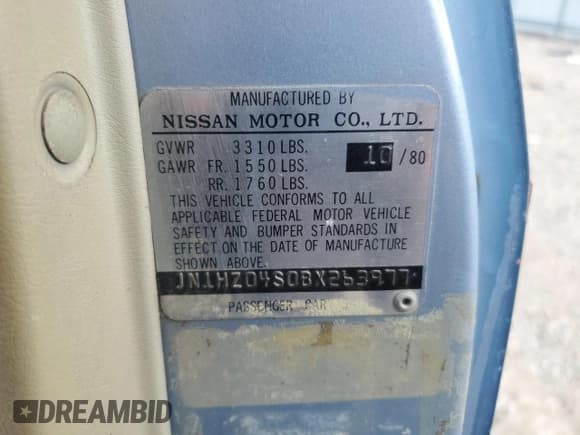 MANUFACTURED BY
NISSAN MOTOR CO., LTD.
GVWR 3310 LBS. 10/80
GAWR FR. 1550 LBS.
RR. 1760 LBS.
THIS VEHICLE CONFORMS TO ALL
APPLICABLE FEDERAL MOTOR VEHICLE
SAFETY AND BUMPER STANDARDS IN
EFFECT ON THE DATE OF MANUFACTURE
SHOWN ABOVE.
JN1HZ04S0BX263977
PASSENGER CAR
DREAMBID